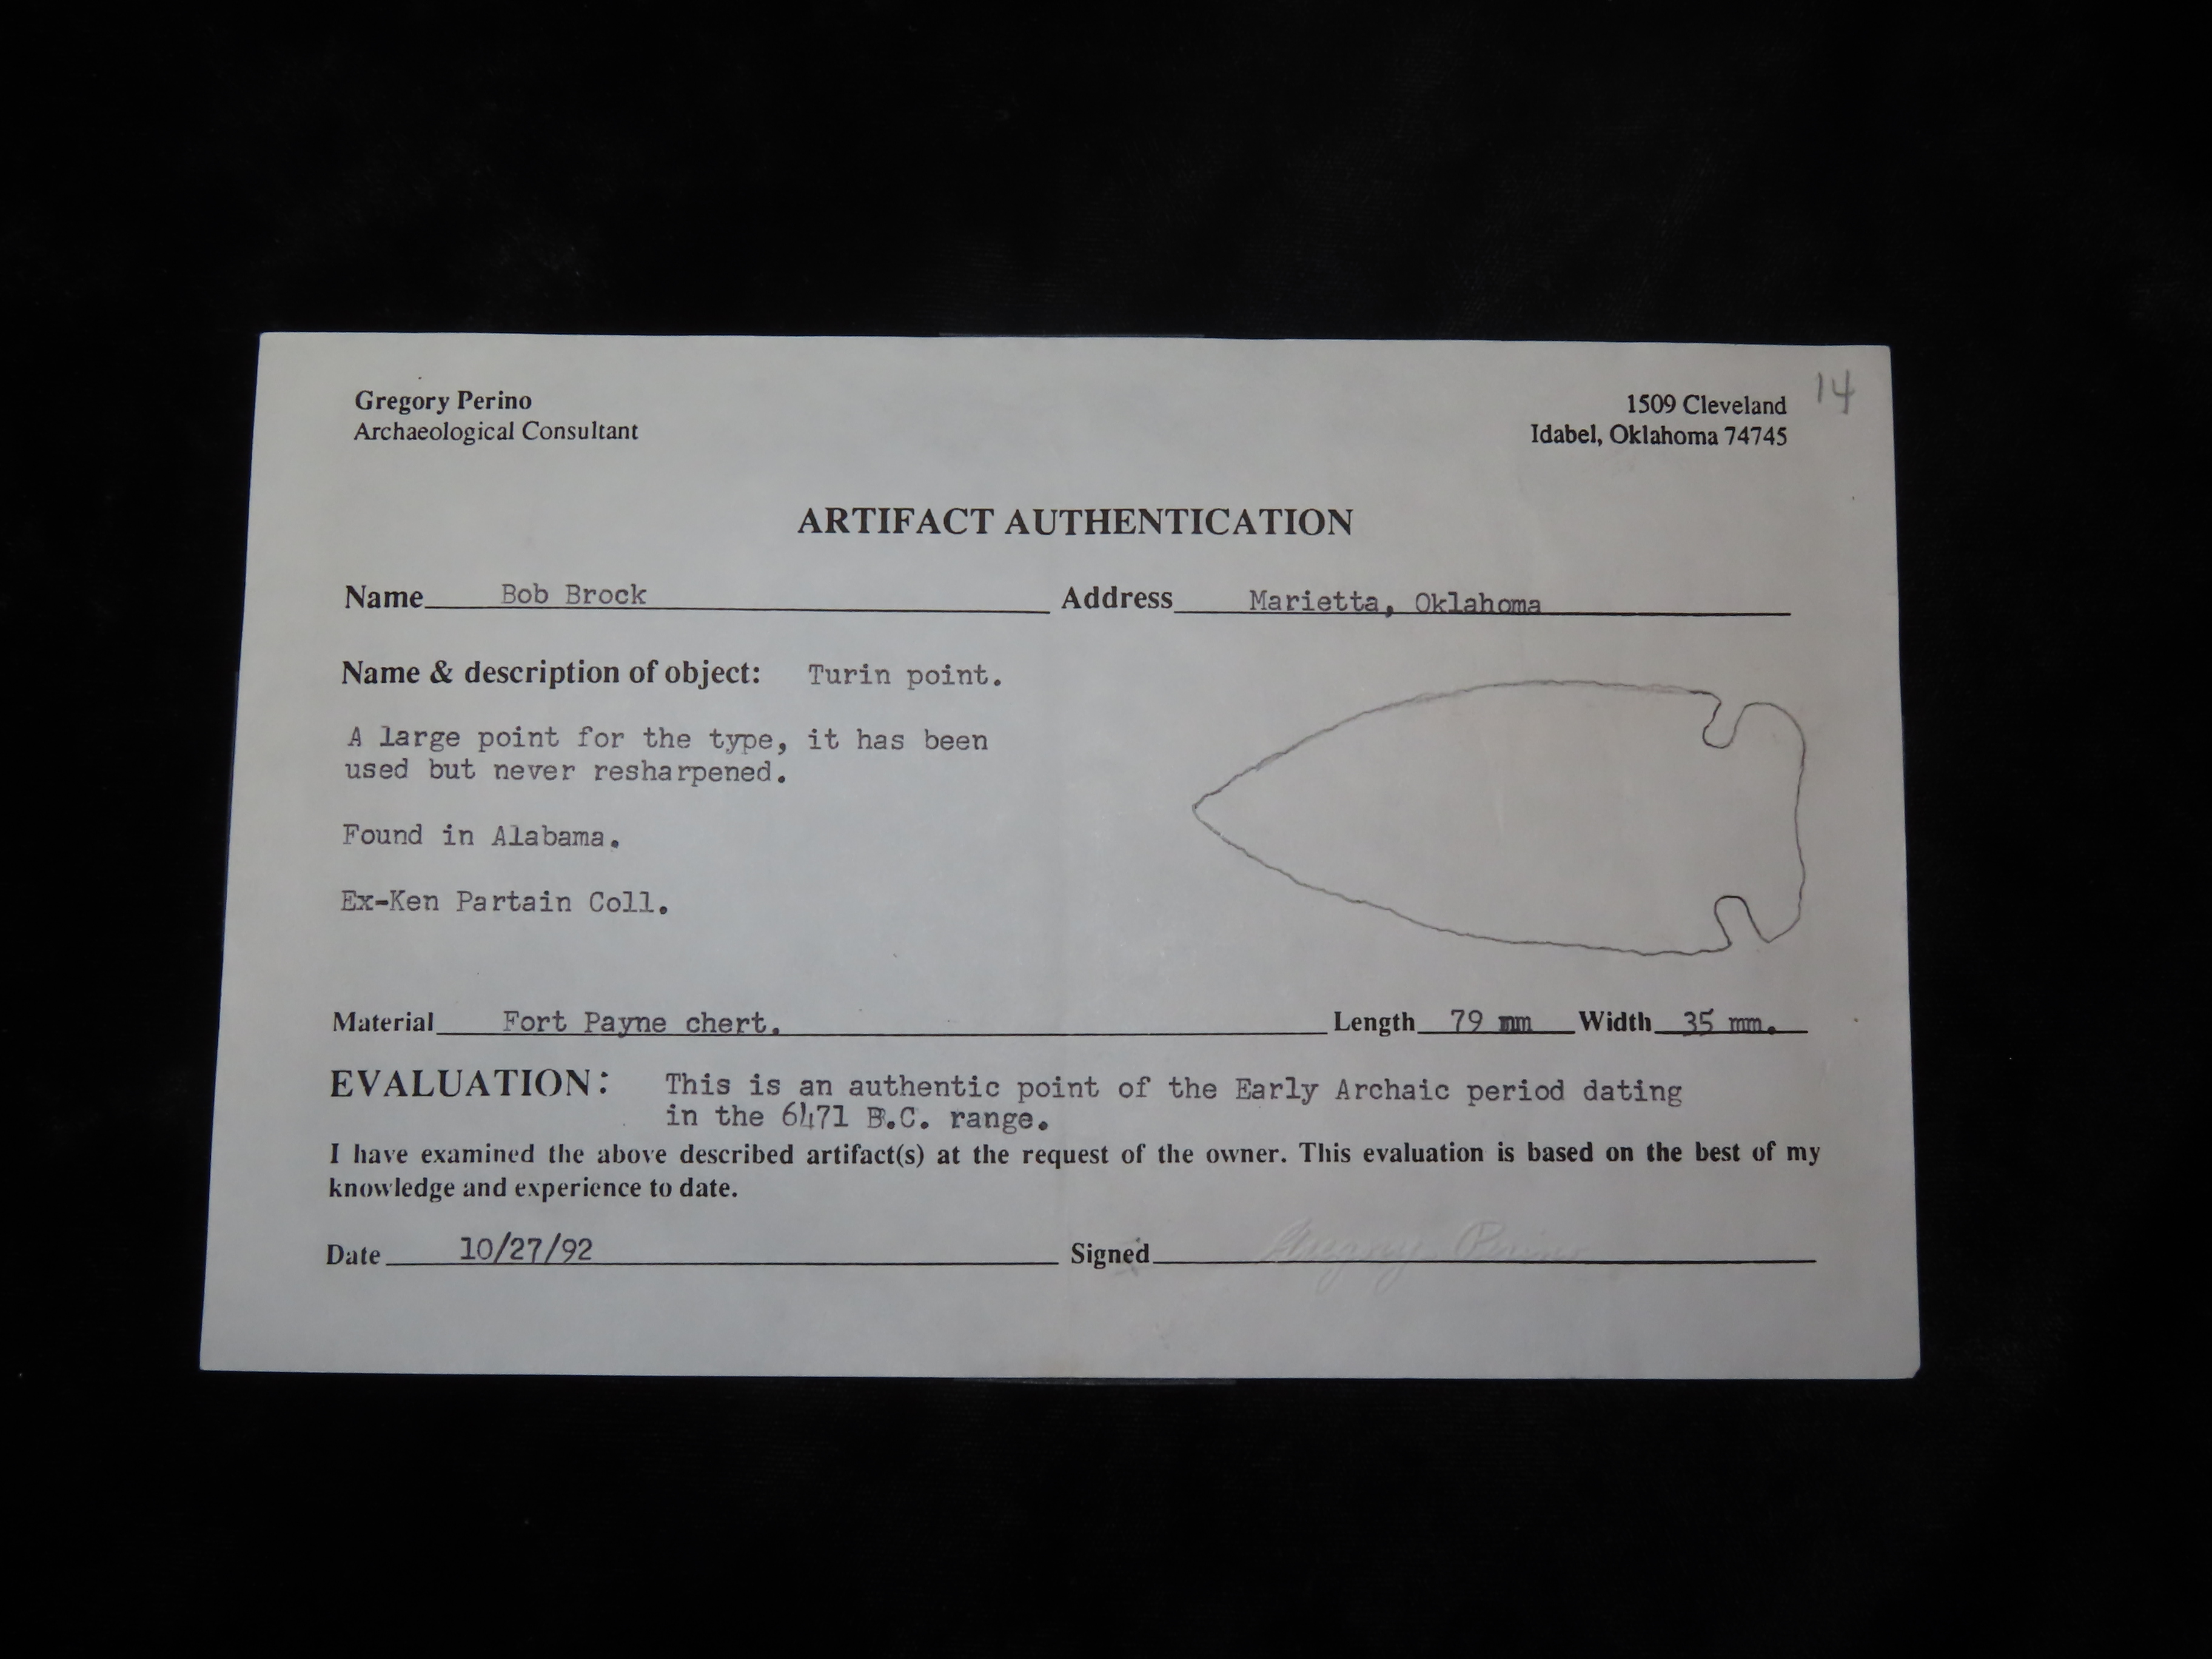 Gregory Perino
Archaeological Consultant
1509 Cleveland
Idabel, Oklahoma 74745
14
ARTIFACT AUTHENTICATION
Name Bob Brock Address Marietta, Oklahoma
Name & description of object: Turin point.
A large point for the type, it has been
used but never resharpened.
Found in Alabama.
Ex-Ken Partain Coll.
Material Fort Payne chert. Length 79 mm Width 35 mm.
EVALUATION: This is an authentic point of the Early Archaic period dating
in the 6471 B.C. range.
I have examined the above described artifact(s) at the request of the owner. This evaluation is based on the best of my
knowledge and experience to date.
Date 10/27/92 Signed Gregory Perino